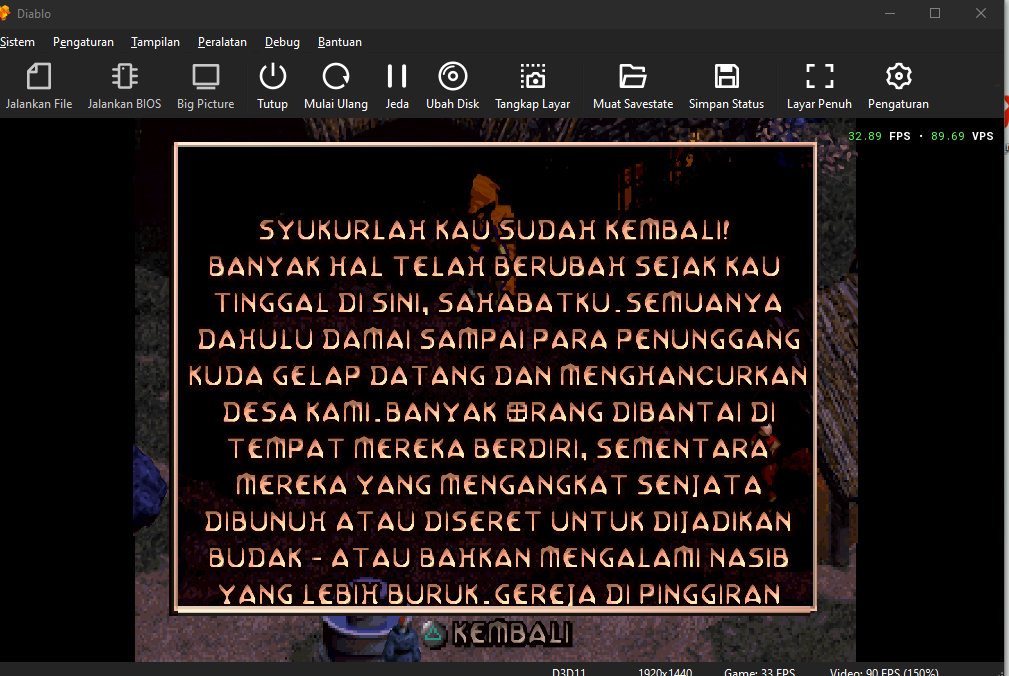 Diablo
Sistem Pengaturan Tampilan Peralatan Debug Bantuan
Jalankan File Jalankan BIOS Big Picture Tutup Mulai Ulang Jeda Ubah Disk Tangkap Layar Muat Savestate Simpan Status Layar Penuh Pengaturan
32.89 FPS · 89.69 VPS
SYUKURLAH KAU SUDAH KEMBALI!
BANYAK HAL TELAH BERUBAH SEJAK KAU
TINGGAL DI SINI, SAHABATKU.SEMUANYA
DAHULU DAMAI SAMPAI PARA PENUNGGANG
KUDA GELAP DATANG DAN MENGHANCURKAN
DESA KAMI.BANYAK ORANG DIBANTAI DI
TEMPAT MEREKA BERDIRI, SEMENTARA
MEREKA YANG MENGANGKAT SENJATA
DIBUNUH ATAU DISERET UNTUK DIJADIKAN
BUDAK - ATAU BAHKAN MENGALAMI NASIB
YANG LEBIH BURUK.GEREJA DI PINGGIRAN
KEMBALI
D3D11 1920x1440 Game: 33 FPS Video: 90 FPS (150%)